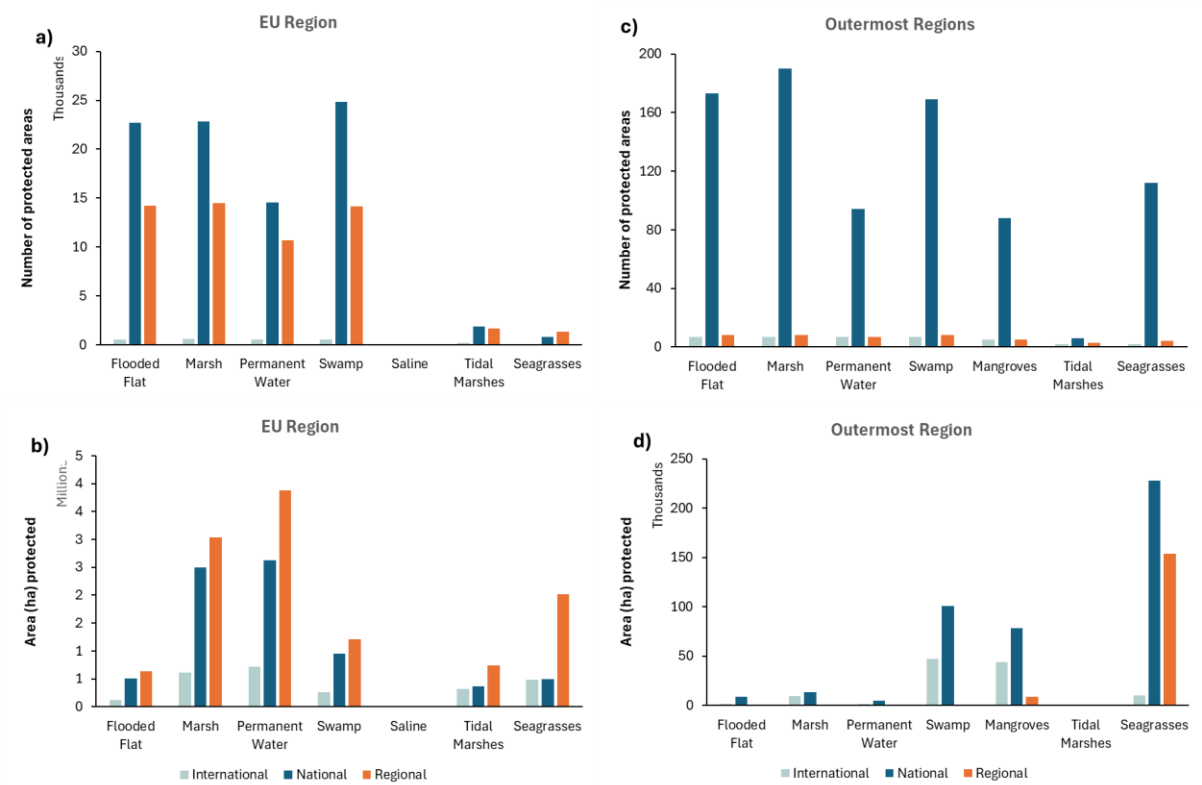 EU Region
a)
Thousands
Number of protected areas
30
25
20
15
10
5
0
Flooded Flat
Marsh
Permanent Water
Swamp
Saline
Tidal Marshes
Seagrasses
Outermost Regions
c)
Number of protected areas
200
160
120
80
40
0
Flooded Flat
Marsh
Permanent Water
Swamp
Mangroves
Tidal Marshes
Seagrasses
EU Region
b)
Million..
Area (ha) protected
5
4
4
3
3
2
2
1
1
0
Flooded Flat
Marsh
Permanent Water
Swamp
Saline
Tidal Marshes
Seagrasses
International
National
Regional
Outermost Region
d)
Thousands
Area (ha) protected
250
200
150
100
50
0
Flooded Flat
Marsh
Permanent Water
Swamp
Mangroves
Tidal Marshes
Seagrasses
International
National
Regional